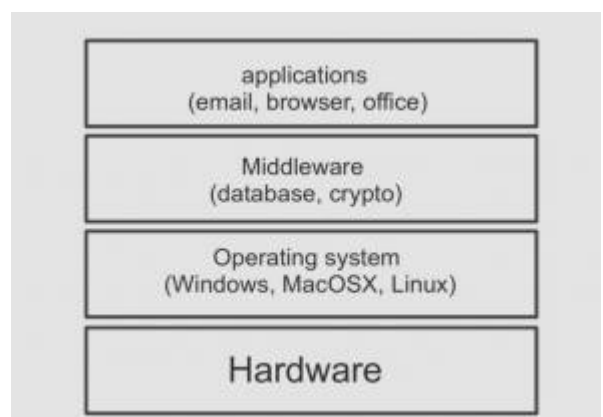 applications
(email, browser, office)
Middleware
(database, crypto)
Operating system
(Windows, MacOSX, Linux)
Hardware